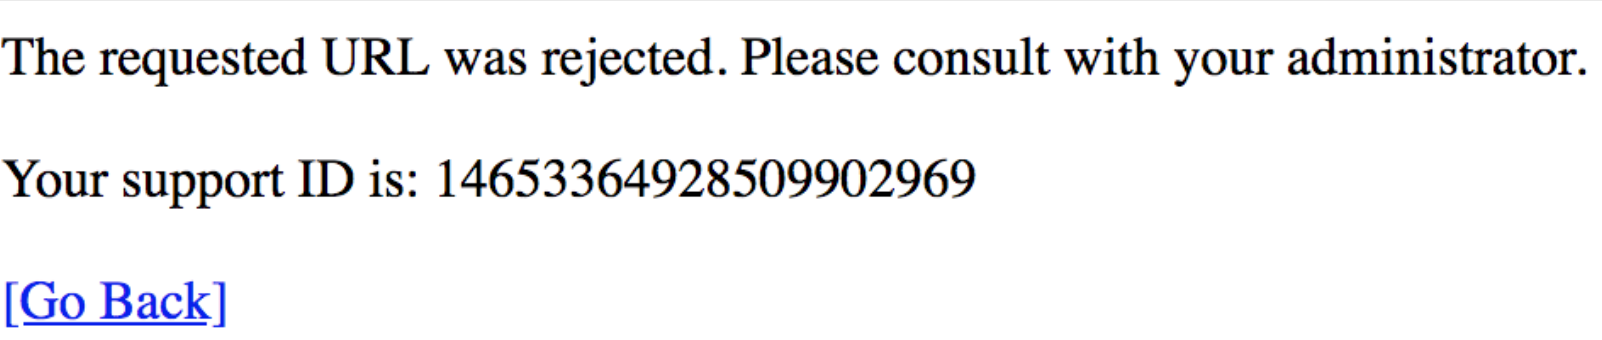 The requested URL was rejected. Please consult with your administrator.
Your support ID is: 14653364928509902969
[Go Back]